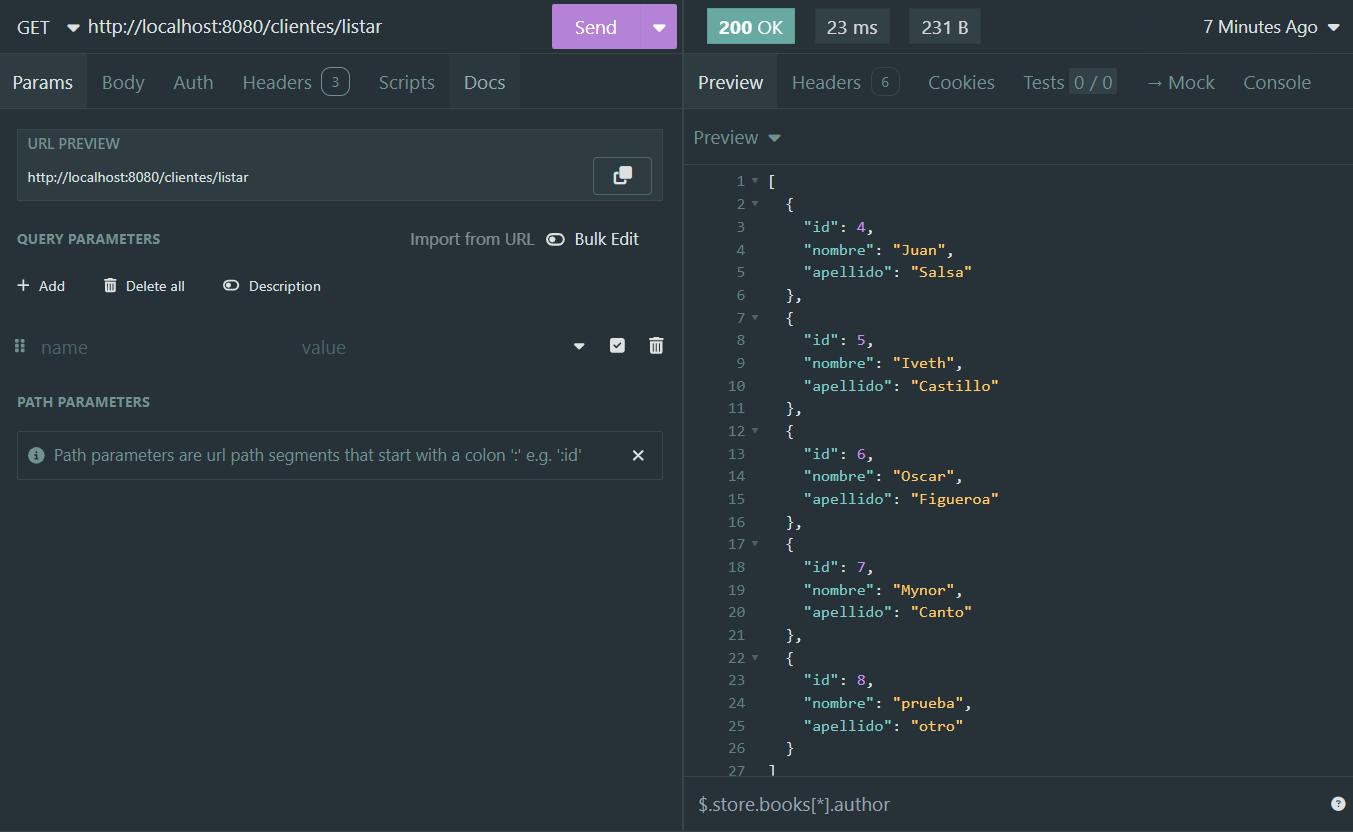 GET http://localhost:8080/clientes/listar Send
Params Body Auth Headers 3 Scripts Docs
URL PREVIEW
http://localhost:8080/clientes/listar
QUERY PARAMETERS Import from URL Bulk Edit
+ Add Delete all Description
name value
PATH PARAMETERS
Path parameters are url path segments that start with a colon ':' e.g. ':id'
200 OK 23 ms 231 B 7 Minutes Ago
Preview Headers 6 Cookies Tests 0 / 0 → Mock Console
Preview
1 [
2 {
3 "id": 4,
4 "nombre": "Juan",
5 "apellido": "Salsa"
6 },
7 {
8 "id": 5,
9 "nombre": "Iveth",
10 "apellido": "Castillo"
11 },
12 {
13 "id": 6,
14 "nombre": "Oscar",
15 "apellido": "Figueroa"
16 },
17 {
18 "id": 7,
19 "nombre": "Mynor",
20 "apellido": "Canto"
21 },
22 {
23 "id": 8,
24 "nombre": "prueba",
25 "apellido": "otro"
26 }
27 ]
$.store.books[*].author